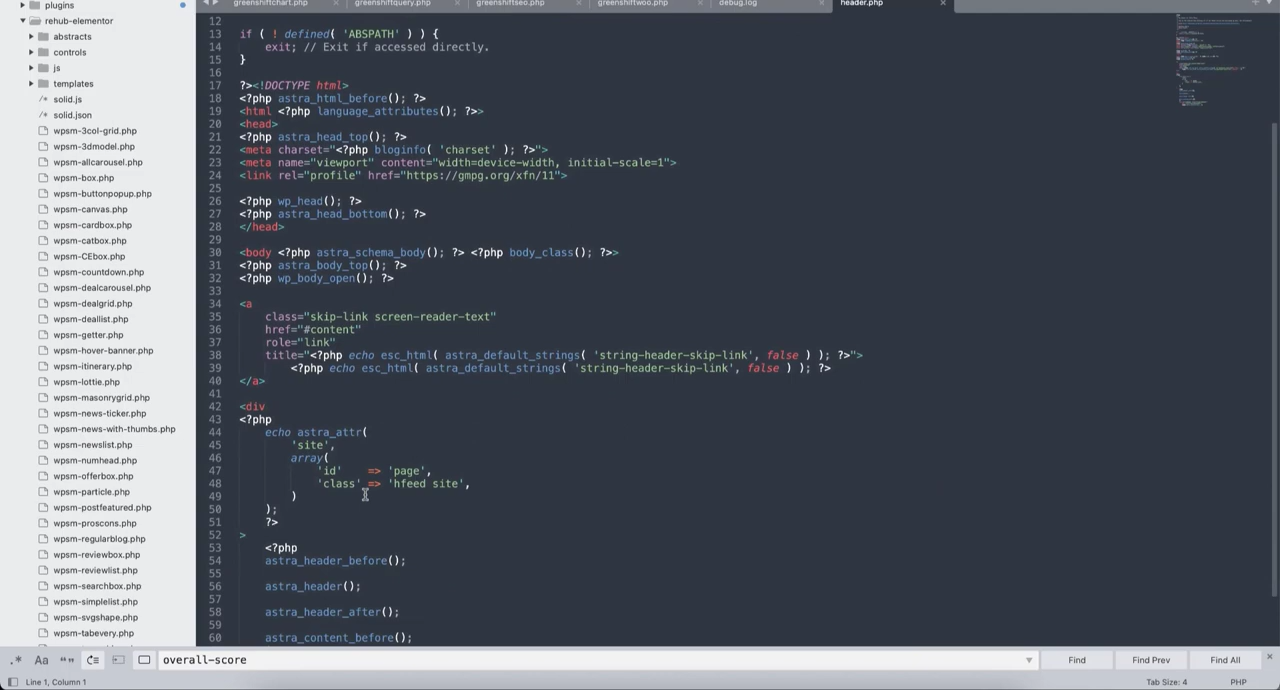 plugins
rehub-elementor
abstracts
controls
js
templates
solid.js
solid.json
wpsm-3col-grid.php
wpsm-3dmodel.php
wpsm-allcarousel.php
wpsm-box.php
wpsm-buttonpopup.php
wpsm-canvas.php
wpsm-cardbox.php
wpsm-catbox.php
wpsm-CEbox.php
wpsm-countdown.php
wpsm-dealcarousel.php
wpsm-dealgrid.php
wpsm-deallist.php
wpsm-getter.php
wpsm-hover-banner.php
wpsm-itinerary.php
wpsm-lottie.php
wpsm-masonrygrid.php
wpsm-news-ticker.php
wpsm-news-with-thumbs.php
wpsm-newslist.php
wpsm-numhead.php
wpsm-offerbox.php
wpsm-particle.php
wpsm-postfeatured.php
wpsm-proscons.php
wpsm-regularblog.php
wpsm-reviewbox.php
wpsm-reviewlist.php
wpsm-searchbox.php
wpsm-simplelist.php
wpsm-svgshape.php
wpsm-tabevery.php
greenshiftchart.php × greenshiftquery.php × greenshiftseo.php × greenshiftwoo.php × debug.log × header.php ×
12
13 if ( ! defined( 'ABSPATH' ) ) {
14     exit; // Exit if accessed directly.
15 }
16
17 ?><!DOCTYPE html>
18 <?php astra_html_before(); ?>
19 <html <?php language_attributes(); ?>>
20 <head>
21 <?php astra_head_top(); ?>
22 <meta charset="<?php bloginfo( 'charset' ); ?>">
23 <meta name="viewport" content="width=device-width, initial-scale=1">
24 <link rel="profile" href="https://gmpg.org/xfn/11">
25
26 <?php wp_head(); ?>
27 <?php astra_head_bottom(); ?>
28 </head>
29
30 <body <?php astra_schema_body(); ?> <?php body_class(); ?>>
31 <?php astra_body_top(); ?>
32 <?php wp_body_open(); ?>
33
34 <a
35     class="skip-link screen-reader-text"
36     href="#content"
37     role="link"
38     title="<?php echo esc_html( astra_default_strings( 'string-header-skip-link', false ) ); ?>">
39         <?php echo esc_html( astra_default_strings( 'string-header-skip-link', false ) ); ?>
40 </a>
41
42 <div
43 <?php
44     echo astra_attr(
45         'site',
46         array(
47             'id'    => 'page',
48             'class' => 'hfeed site',
49         )
50     );
51     ?>
52 >
53     <?php
54     astra_header_before();
55
56     astra_header();
57
58     astra_header_after();
59
60     astra_content_before();
.* Aa “” overall-score Find Find Prev Find All ×
Line 1, Column 1 Tab Size: 4 PHP